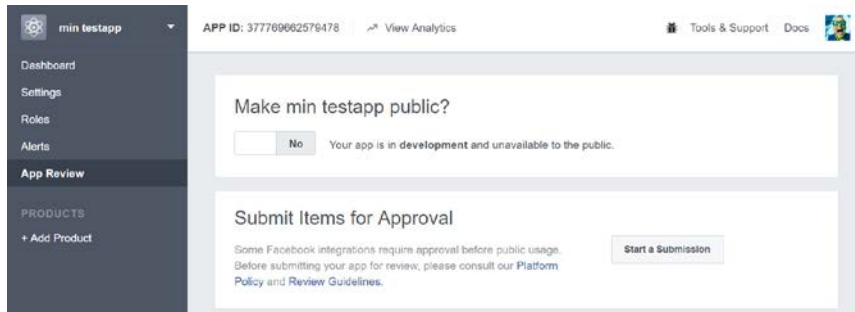 min testapp
APP ID: 377769662579478
View Analytics
Tools & Support
Docs
Dashboard
Settings
Roles
Alerts
App Review
PRODUCTS
+ Add Product
Make min testapp public?
No
Your app is in development and unavailable to the public.
Submit Items for Approval
Some Facebook integrations require approval before public usage.
Before submitting your app for review, please consult our Platform
Policy and Review Guidelines.
Start a Submission